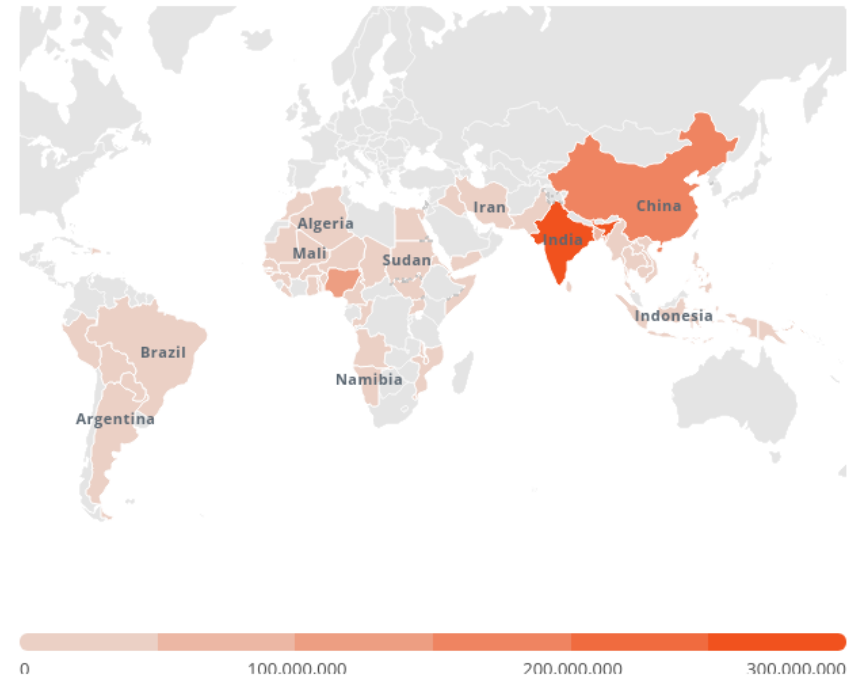 Iran
China
Algeria
India
Mali
Sudan
Indonesia
Brazil
Namibia
Argentina
0 100.000.000 200.000.000 300.000.000